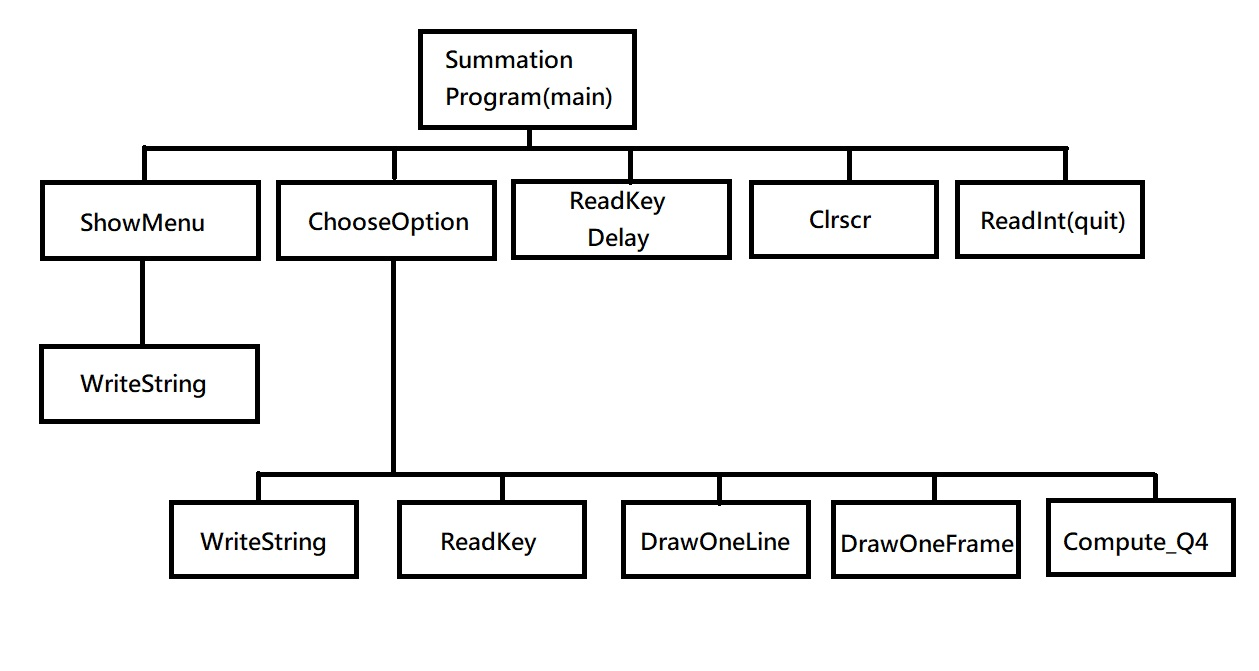 Summation
Program(main)
ShowMenu
ChooseOption
ReadKey
Delay
Clrscr
ReadInt(quit)
WriteString
WriteString
ReadKey
DrawOneLine
DrawOneFrame
Compute_Q4